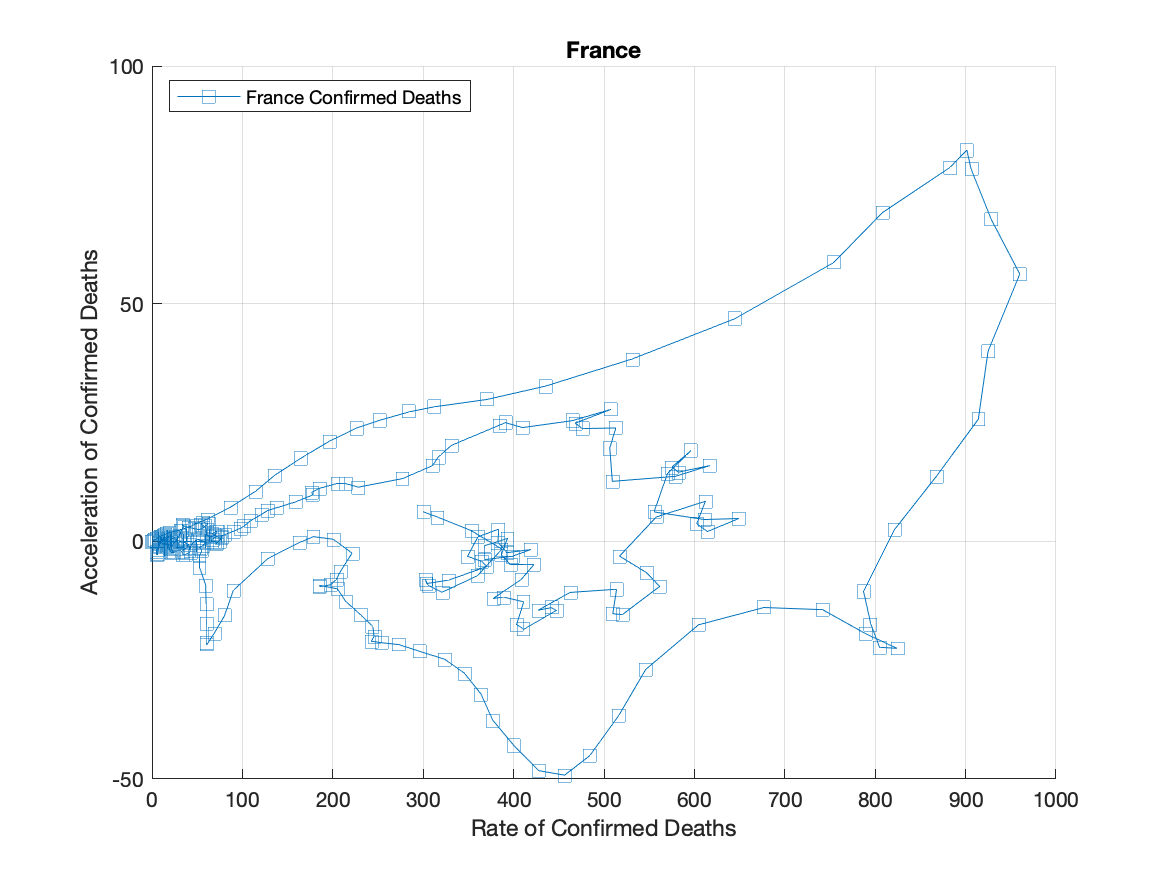 France
France Confirmed Deaths
Acceleration of Confirmed Deaths
100
50
0
-50
0 100 200 300 400 500 600 700 800 900 1000
Rate of Confirmed Deaths